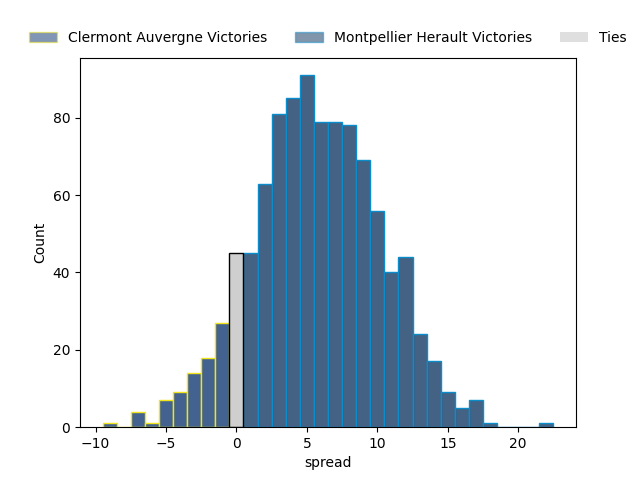 Clermont Auvergne Victories Montpellier Herault Victories Ties
80
60
40
20
0
Count
−10 −5 0 5 10 15 20
spread